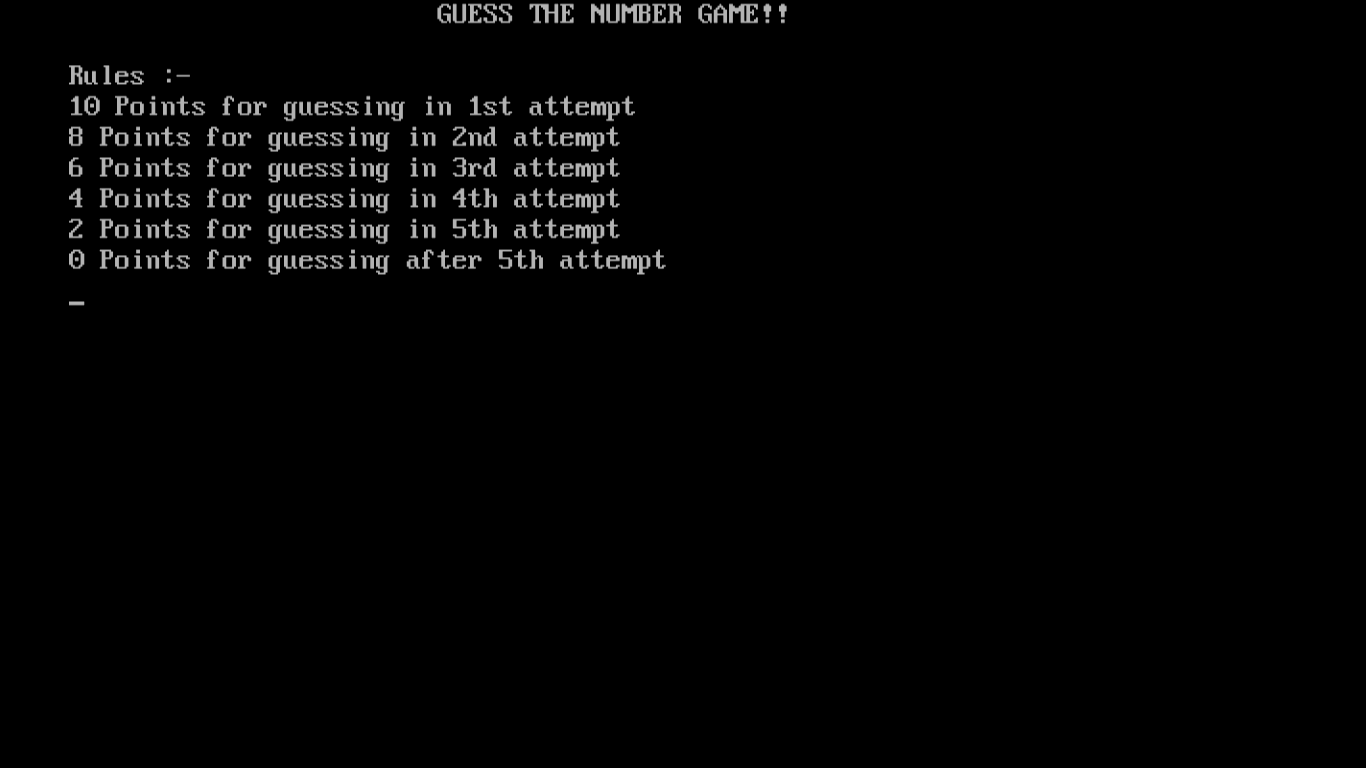 GUESS THE NUMBER GAME!!
Rules :-
10 Points for guessing in 1st attempt
8 Points for guessing in 2nd attempt
6 Points for guessing in 3rd attempt
4 Points for guessing in 4th attempt
2 Points for guessing in 5th attempt
0 Points for guessing after 5th attempt
_